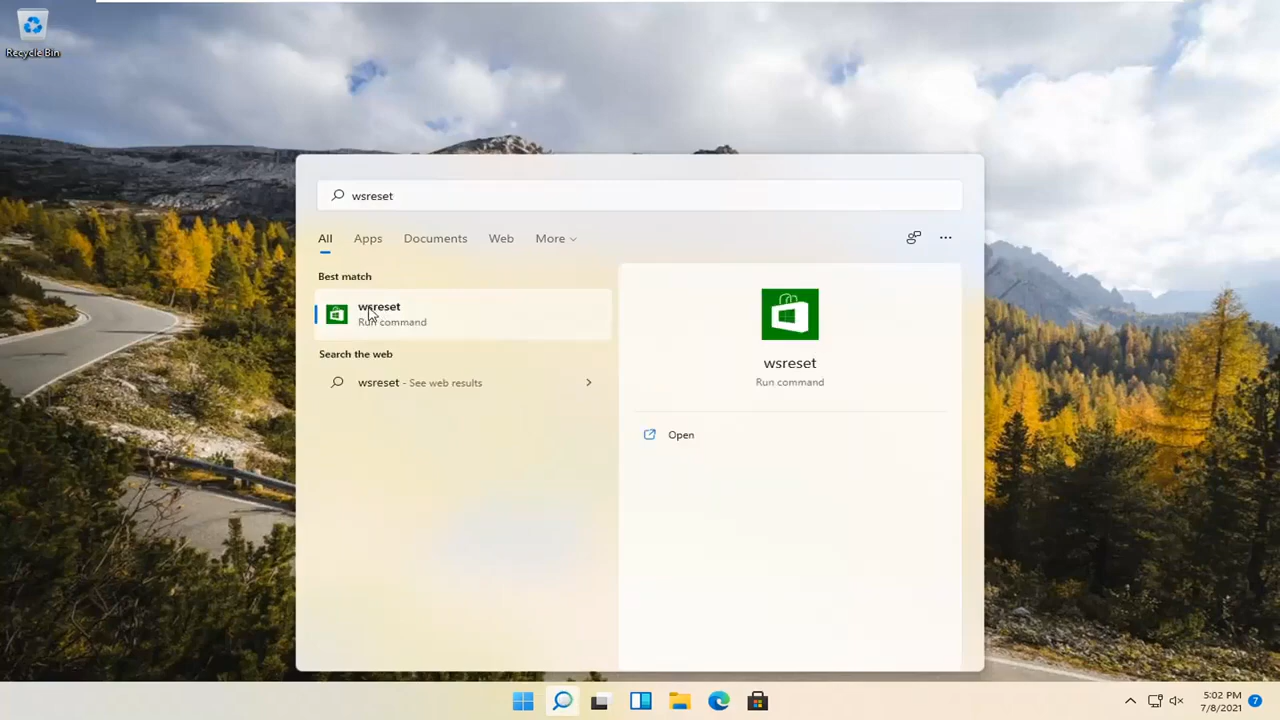 Recycle Bin
wsreset
All Apps Documents Web More
Best match
wsreset
Run command
Search the web
wsreset - See web results
wsreset
Run command
Open
5:02 PM
7/8/2021
7